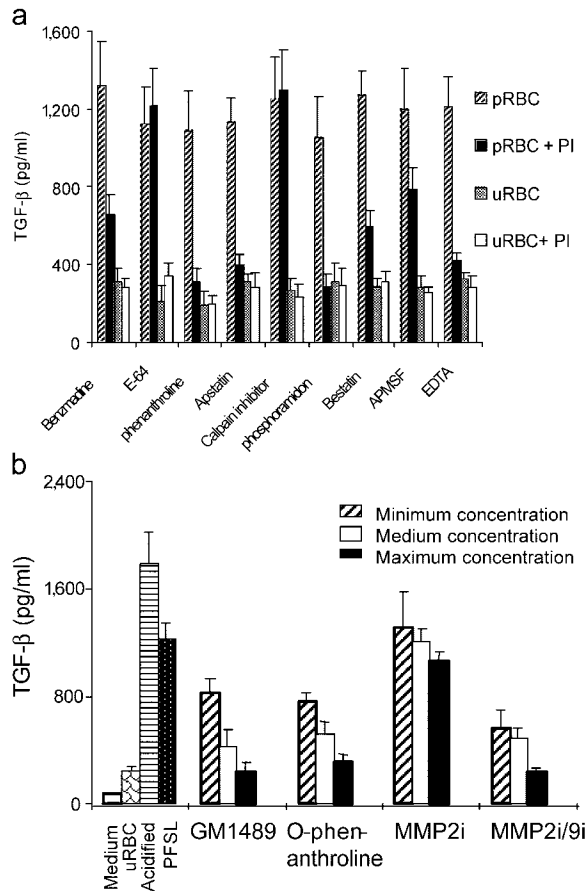 a
1,600
1,200
800
400
0
TGF-β (pg/ml)
pRBC
pRBC + PI
uRBC
uRBC+ PI
Benzmadine
E-64
phenanthroline
Apstatin
Calpain inhibitor
phosphoramidon
Bestatin
APMSF
EDTA
b
2,400
1,600
800
0
TGF-β (pg/ml)
Minimum concentration
Medium concentration
Maximum concentration
Medium
uRBC
Acidified
PFSL
GM1489
O-phen-
anthroline
MMP2i
MMP2i/9i